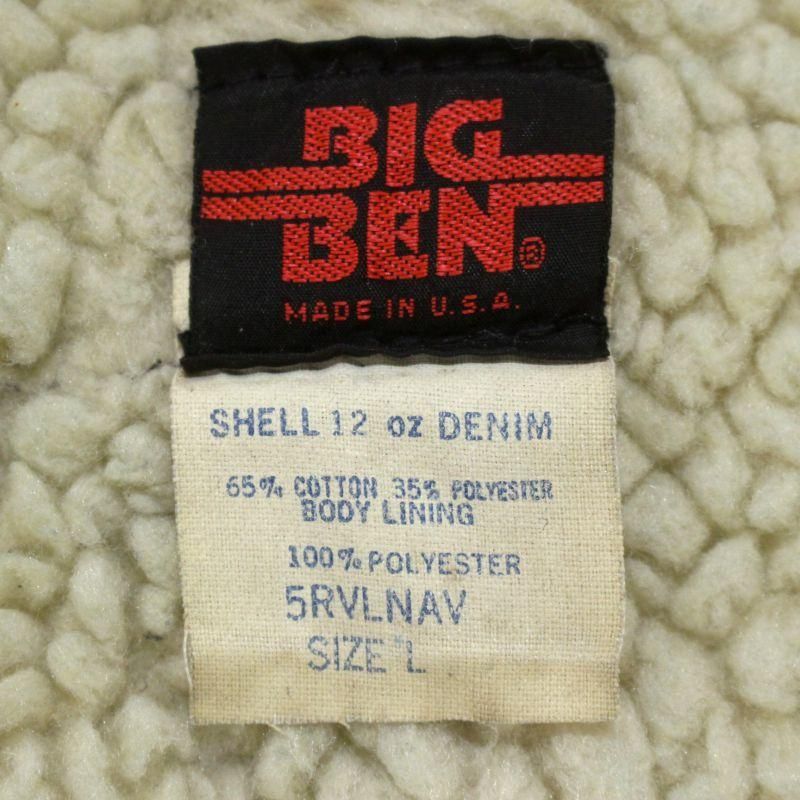 BIG
BEN®
MADE IN U.S.A.
SHELL 12 oz DENIM
65% COTTON 35% POLYESTER
BODY LINING
100% POLYESTER
5RVLNAV
SIZE L